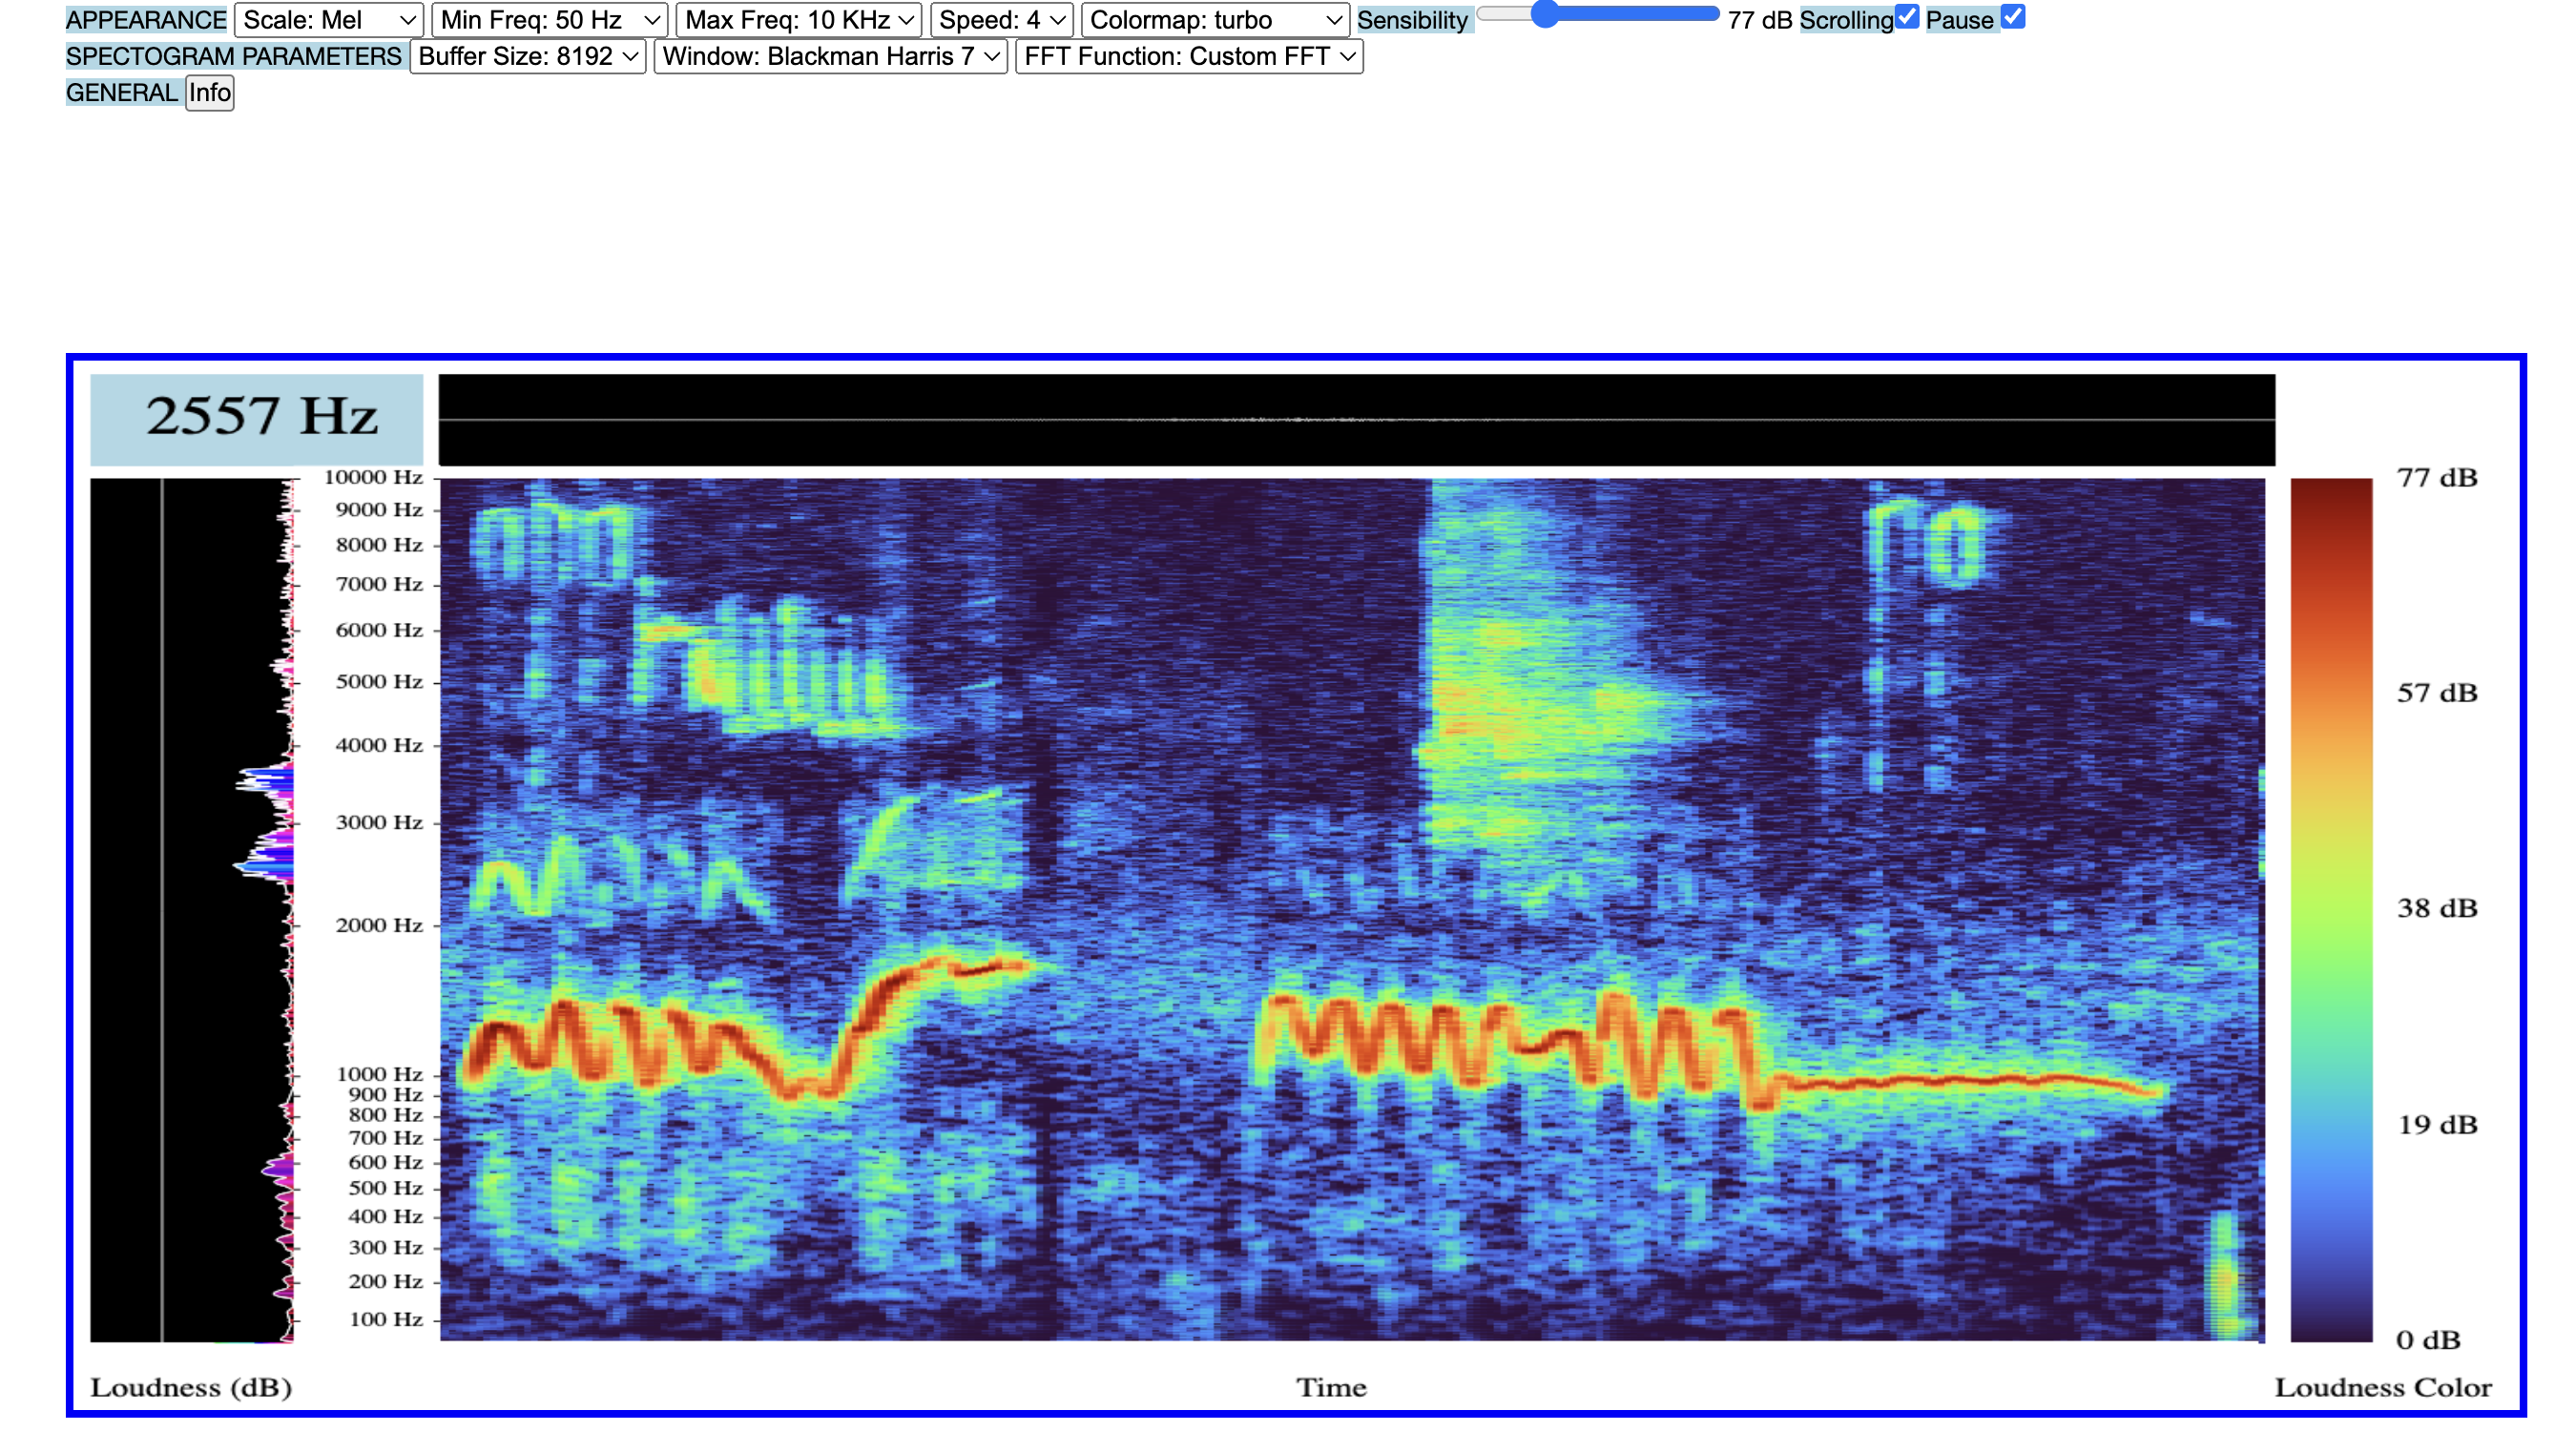 APPEARANCE Scale: Mel Min Freq: 50 Hz Max Freq: 10 KHz Speed: 4 Colormap: turbo Sensibility 77 dB Scrolling Pause
SPECTOGRAM PARAMETERS Buffer Size: 8192 Window: Blackman Harris 7 FFT Function: Custom FFT
GENERAL Info
2557 Hz
10000 Hz
9000 Hz
8000 Hz
7000 Hz
6000 Hz
5000 Hz
4000 Hz
3000 Hz
2000 Hz
1000 Hz
900 Hz
800 Hz
700 Hz
600 Hz
500 Hz
400 Hz
300 Hz
200 Hz
100 Hz
77 dB
57 dB
38 dB
19 dB
0 dB
Loudness (dB)
Time
Loudness Color